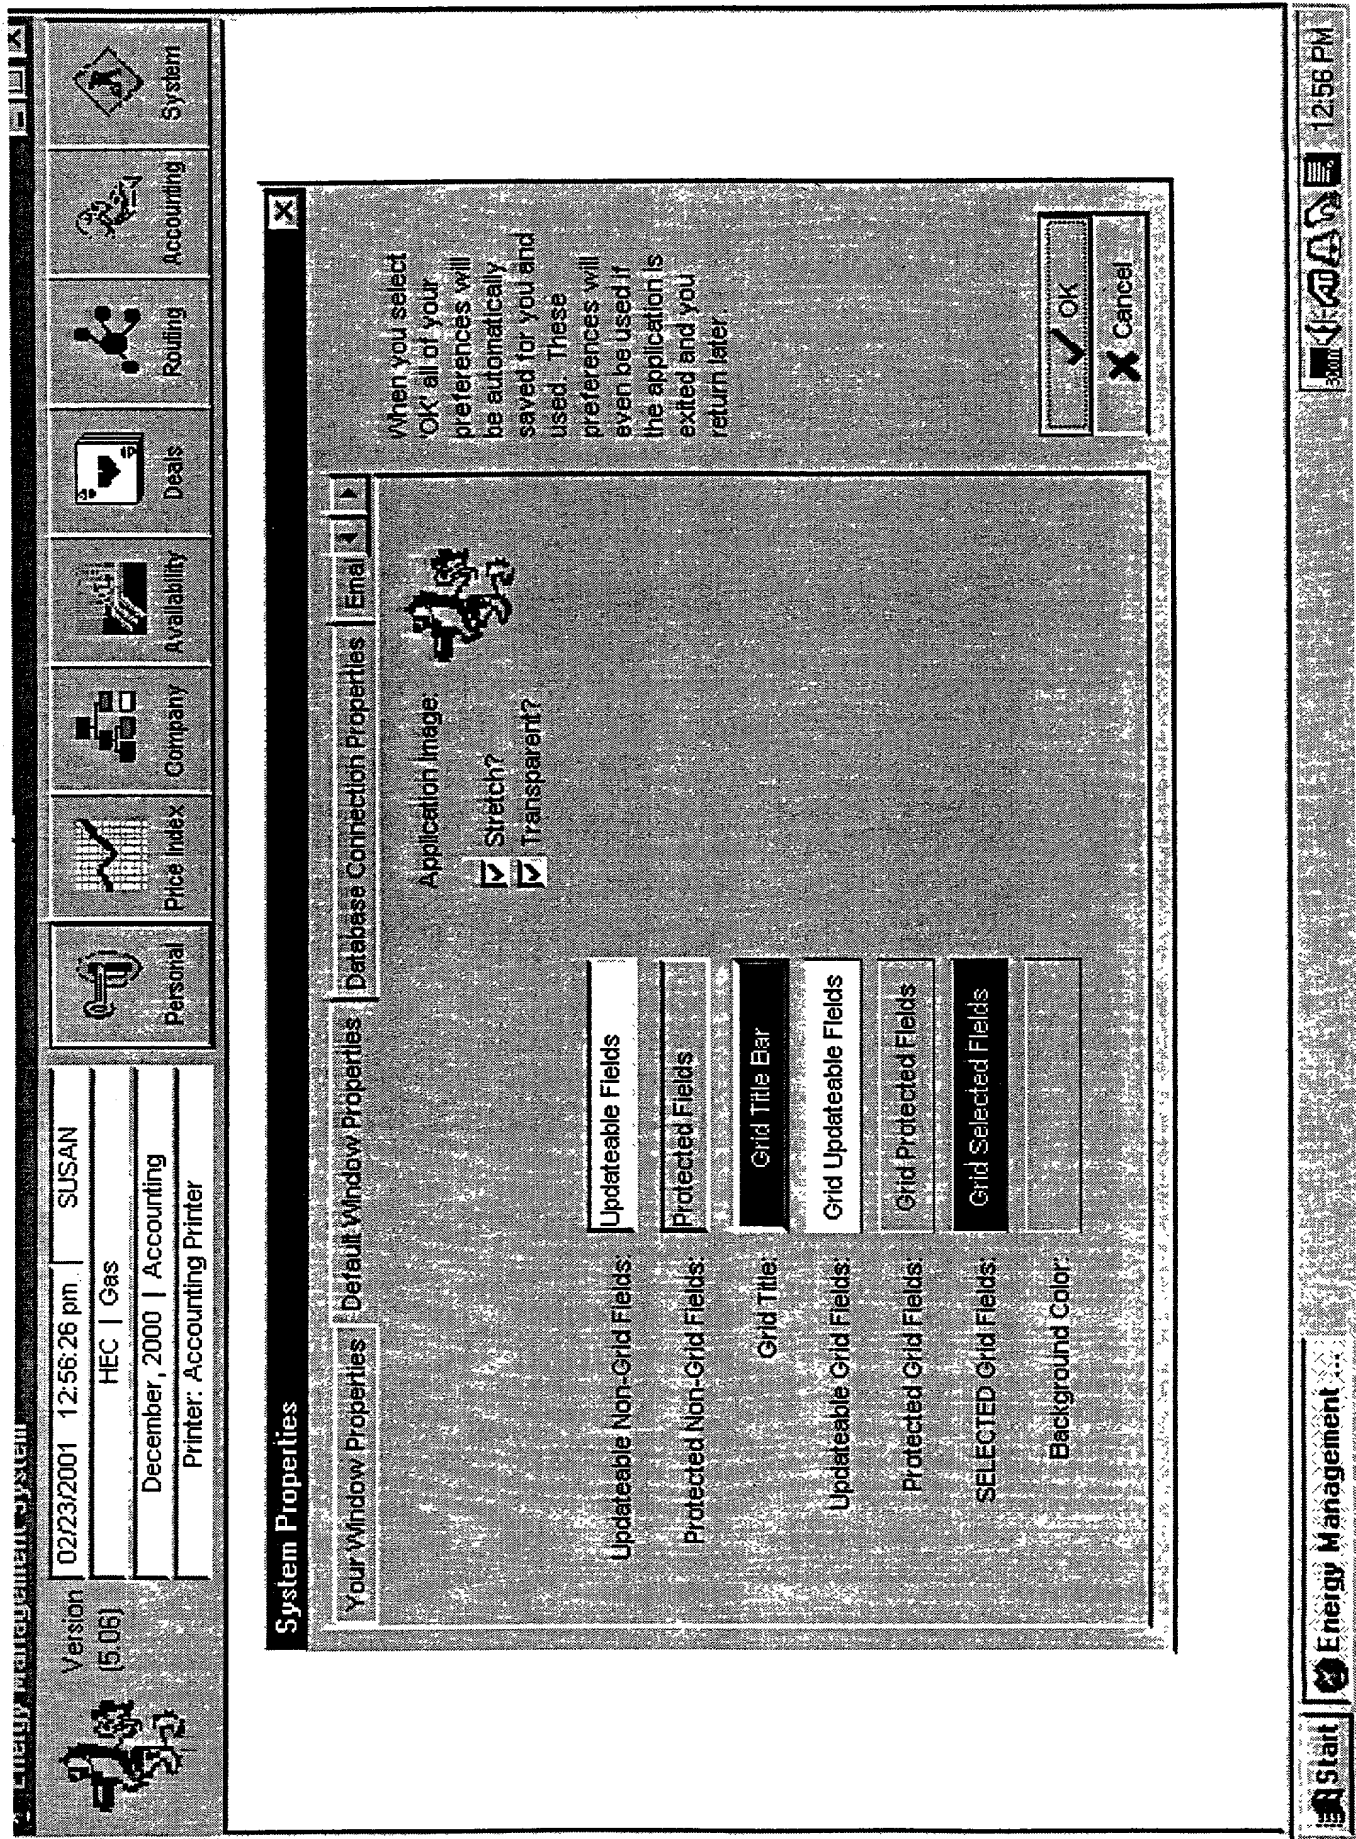 Energy Management System
Version
(5.06)
02/23/2001 12:56:26 pm | SUSAN
HEC | Gas
December, 2000 | Accounting
Printer: Accounting Printer
Personal
Price Index
Company
Availability
Deals
Routing
Accounting
System
System Properties
Your Window Properties
Default Window Properties
Database Connection Properties
Emai
Application Image:
Stretch?
Transparent?
Updateable Non-Grid Fields: Updateable Fields
Protected Non-Grid Fields: Protected Fields
Grid Title: Grid Title Bar
Updateable Grid Fields: Grid Updateable Fields
Protected Grid Fields: Grid Protected Fields
SELECTED Grid Fields: Grid Selected Fields
Background Color:
When you select
'OK' all of your
preferences will
be automatically
saved for you and
used. These
preferences will
even be used if
the application is
exited and you
return later.
OK
Cancel
Start
Energy Management ...
12:56 PM